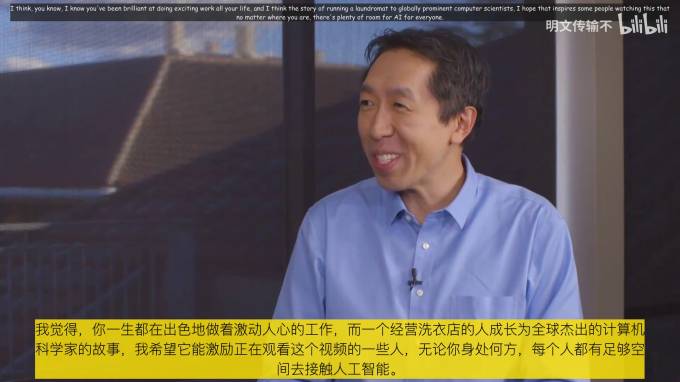 I think, you know, I know you've been brilliant at doing exciting work all your life, and I think the story of running a laundromat to globally prominent computer scientists, I hope that inspires some people watching this that
no matter where you are, there's plenty of room for AI for everyone.
明文传输不 bilibili
我觉得，你一生都在出色地做着激动人心的工作，而一个经营洗衣店的人成长为全球杰出的计算机
科学家的故事，我希望它能激励正在观看这个视频的一些人，无论你身处何方，每个人都有足够空
间去接触人工智能。